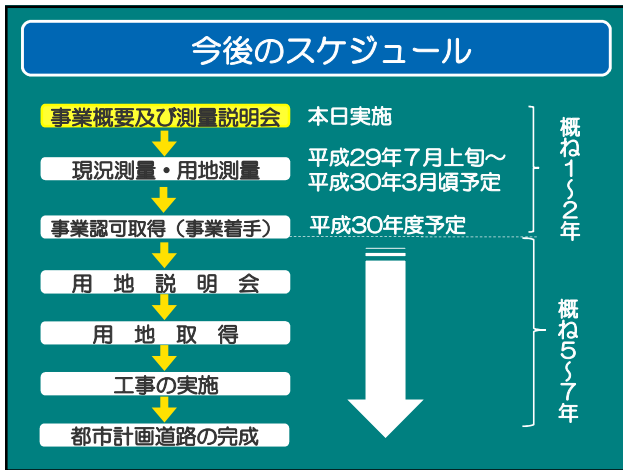 今後のスケジュール
事業概要及び測量説明会
本日実施
現況測量・用地測量
平成29年7月上旬～
平成30年3月頃予定
事業認可取得（事業着手）
平成30年度予定
概ね1～2年
用地説明会
用地取得
工事の実施
都市計画道路の完成
概ね5～7年